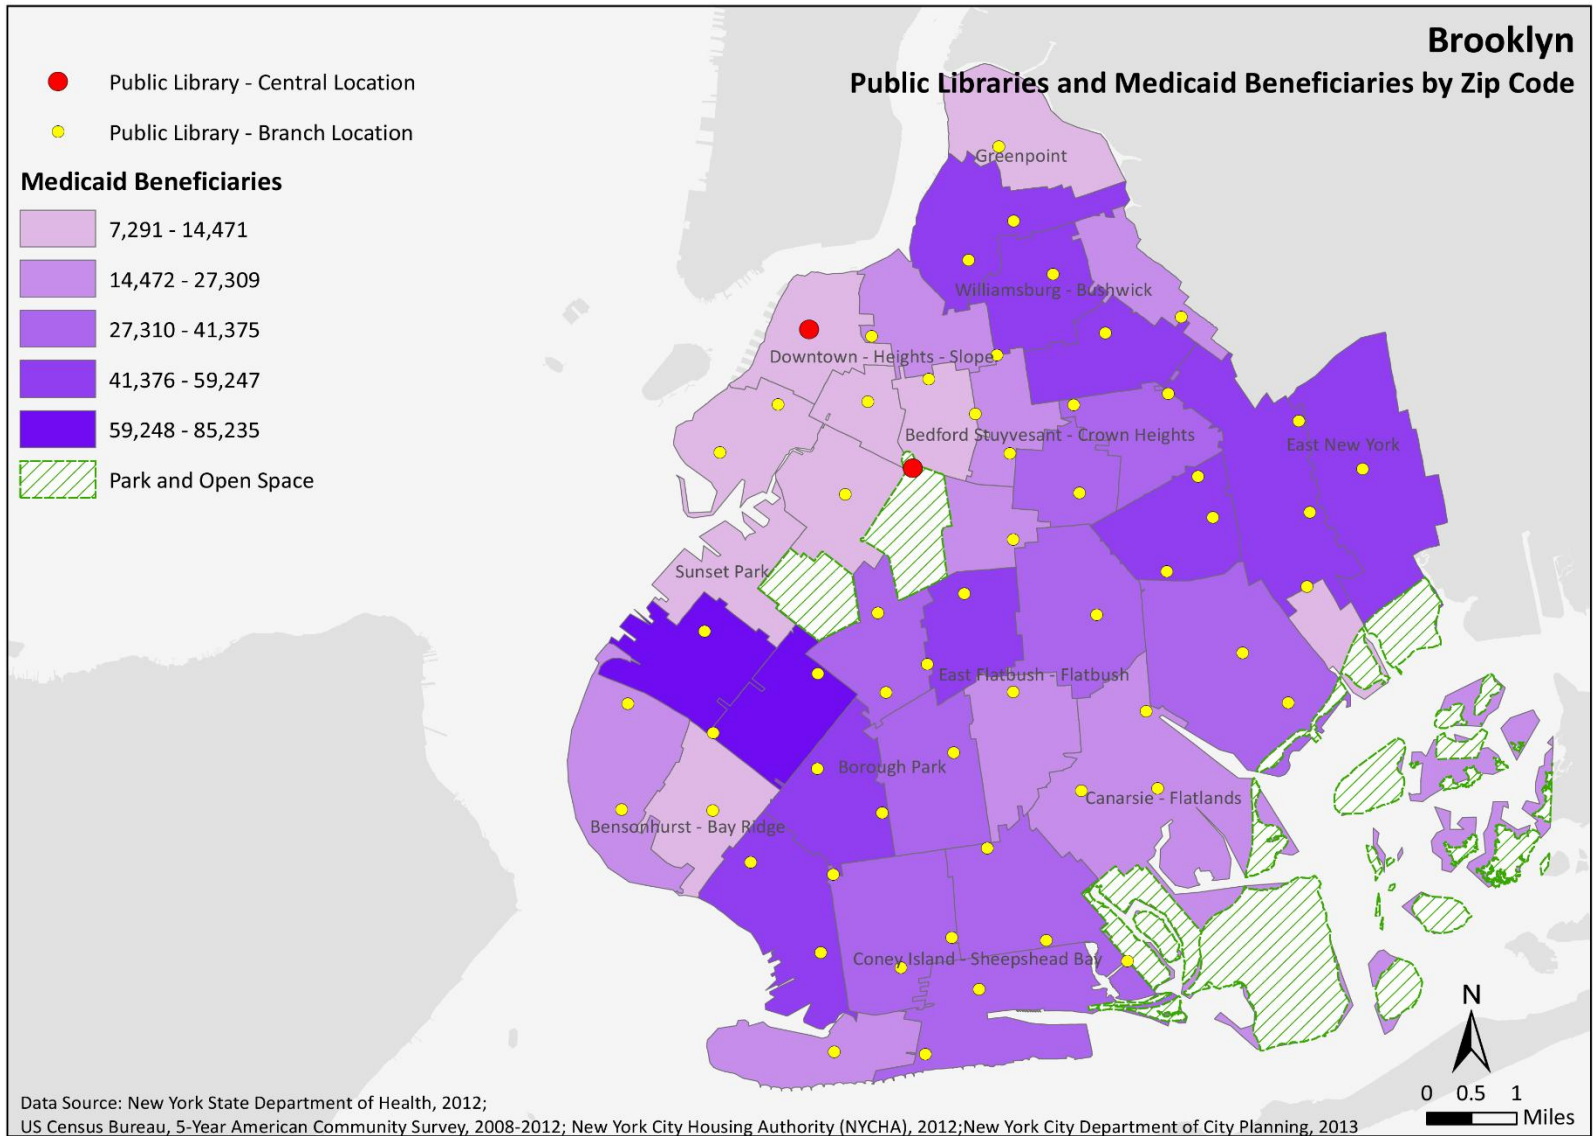 Brooklyn
Public Libraries and Medicaid Beneficiaries by Zip Code
Public Library - Central Location
Public Library - Branch Location
Medicaid Beneficiaries
7,291 - 14,471
14,472 - 27,309
27,310 - 41,375
41,376 - 59,247
59,248 - 85,235
Park and Open Space
Greenpoint
Williamsburg - Bushwick
Downtown - Heights - Slope
Bedford Stuyvesant - Crown Heights
East New York
Sunset Park
East Flatbush - Flatbush
Borough Park
Canarsie - Flatlands
Bensonhurst - Bay Ridge
Coney Island - Sheepshead Bay
N
0 0.5 1
Miles
Data Source: New York State Department of Health, 2012;
US Census Bureau, 5-Year American Community Survey, 2008-2012; New York City Housing Authority (NYCHA), 2012;New York City Department of City Planning, 2013